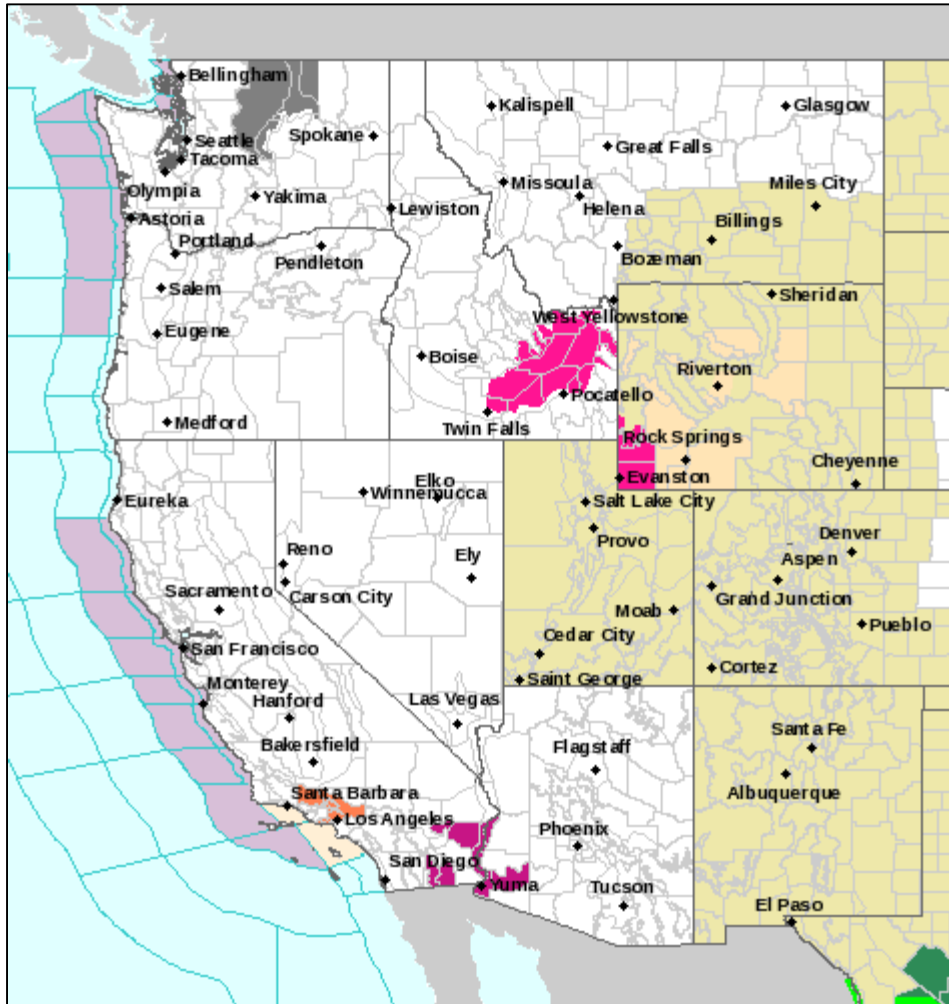 Bellingham
Kalispell
Glasgow
Spokane
Seattle
Great Falls
Tacoma
Missoula
Miles City
Olympia
Yakima
Lewiston
Helena
Astoria
Billings
Portland
Pendleton
Bozeman
Salem
Sheridan
West Yellowstone
Eugene
Boise
Riverton
Pocatello
Medford
Twin Falls
Rock Springs
Cheyenne
Elko
Evanston
Winnemucca
Eureka
Salt Lake City
Provo
Denver
Reno
Ely
Aspen
Sacramento
Carson City
Grand Junction
Moab
Pueblo
Cedar City
San Francisco
Cortez
Saint George
Monterey
Hanford
Las Vegas
Santa Fe
Bakersfield
Flagstaff
Albuquerque
Santa Barbara
Los Angeles
Phoenix
San Diego
Yuma
Tucson
El Paso